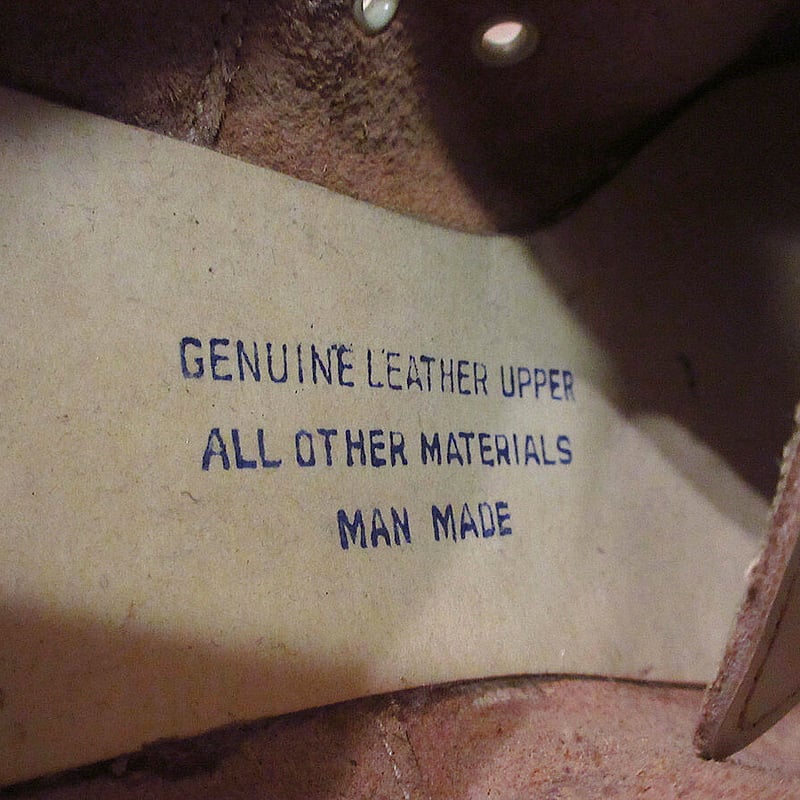 GENUINE LEATHER UPPER
ALL OTHER MATERIALS
MAN MADE